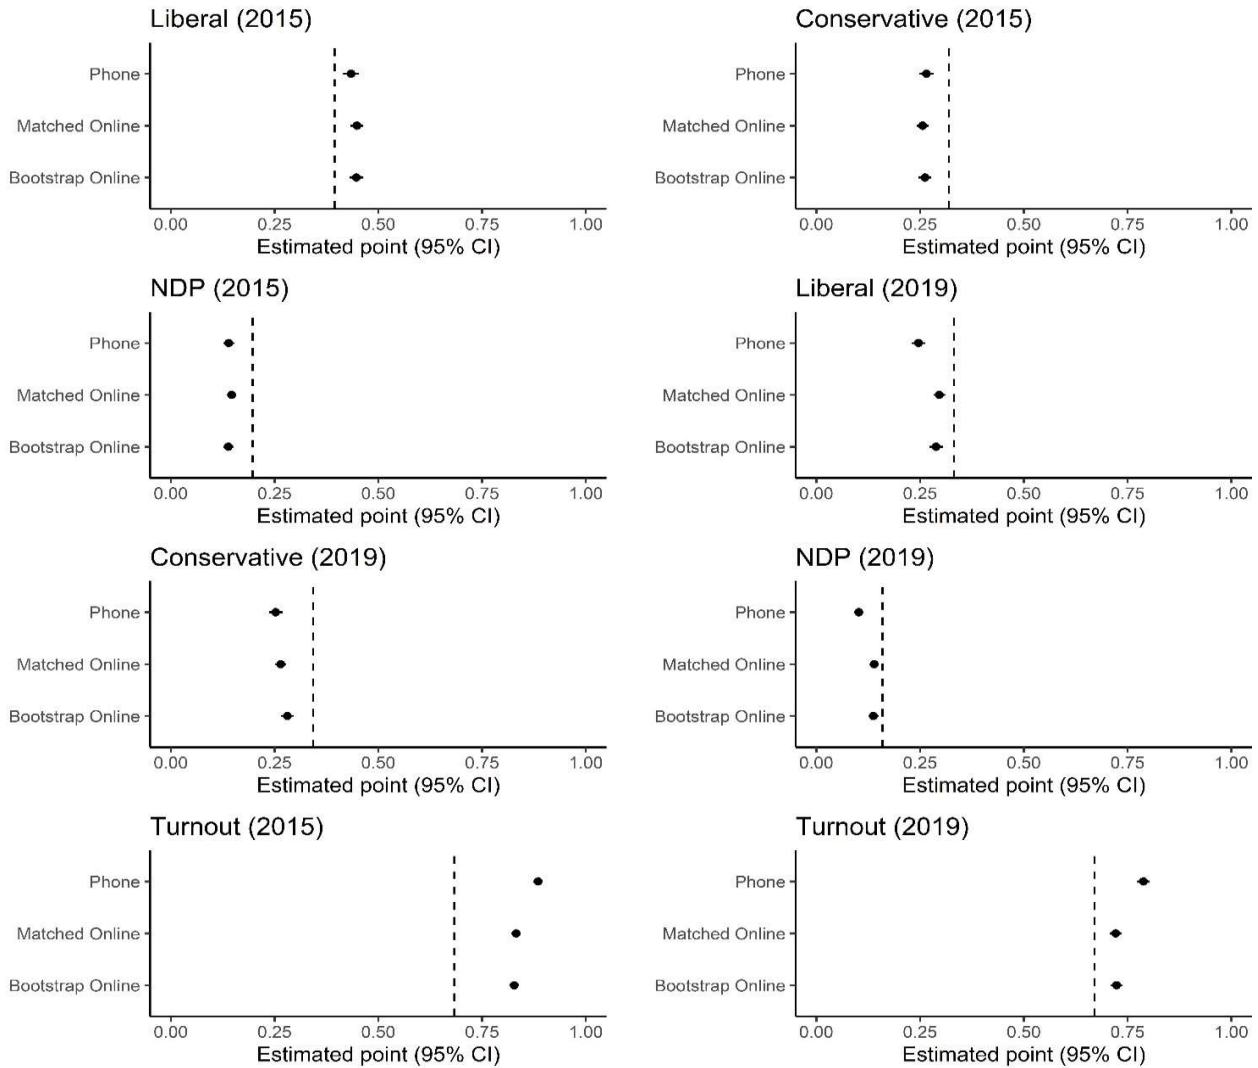 Liberal (2015)
Phone
Matched Online
Bootstrap Online
0.00 0.25 0.50 0.75 1.00
Estimated point (95% CI)
Conservative (2015)
Phone
Matched Online
Bootstrap Online
0.00 0.25 0.50 0.75 1.00
Estimated point (95% CI)
NDP (2015)
Phone
Matched Online
Bootstrap Online
0.00 0.25 0.50 0.75 1.00
Estimated point (95% CI)
Liberal (2019)
Phone
Matched Online
Bootstrap Online
0.00 0.25 0.50 0.75 1.00
Estimated point (95% CI)
Conservative (2019)
Phone
Matched Online
Bootstrap Online
0.00 0.25 0.50 0.75 1.00
Estimated point (95% CI)
NDP (2019)
Phone
Matched Online
Bootstrap Online
0.00 0.25 0.50 0.75 1.00
Estimated point (95% CI)
Turnout (2015)
Phone
Matched Online
Bootstrap Online
0.00 0.25 0.50 0.75 1.00
Estimated point (95% CI)
Turnout (2019)
Phone
Matched Online
Bootstrap Online
0.00 0.25 0.50 0.75 1.00
Estimated point (95% CI)